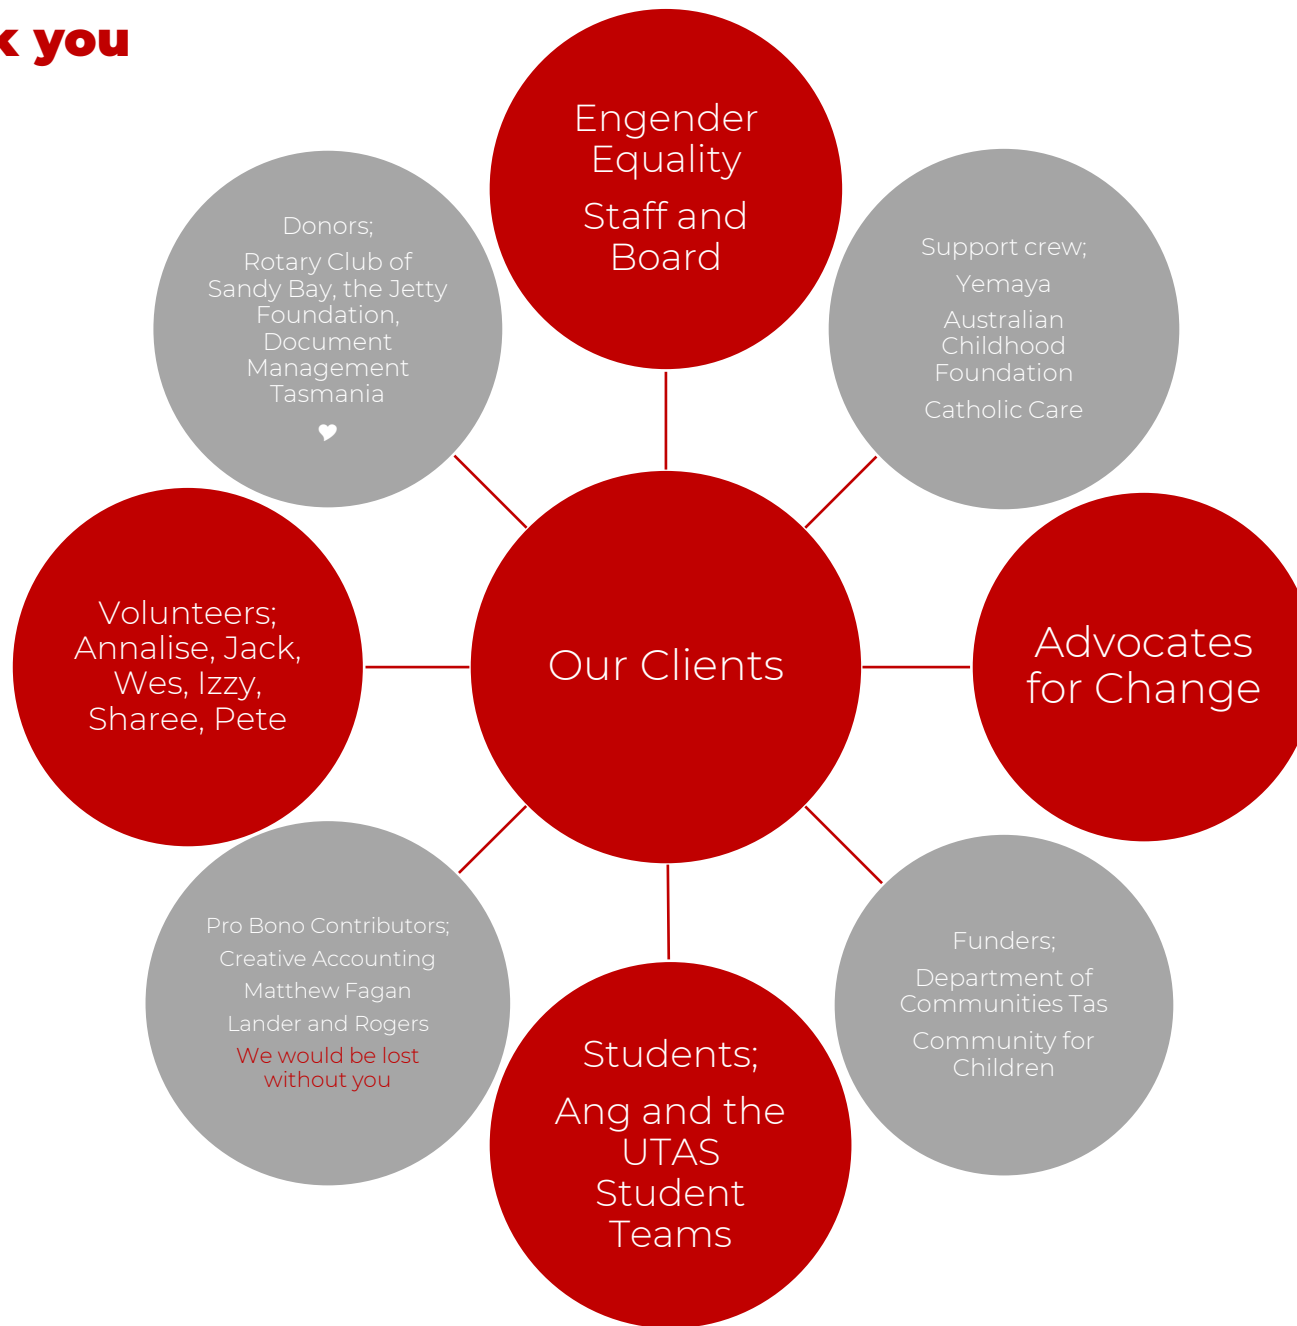 k you
Engender
Equality
Staff and
Board
Donors;
Rotary Club of
Sandy Bay, the Jetty
Foundation,
Document
Management
Tasmania
Support crew;
Yemaya
Australian
Childhood
Foundation
Catholic Care
Volunteers;
Annalise, Jack,
Wes, Izzy,
Sharee, Pete
Our Clients
Advocates
for Change
Pro Bono Contributors;
Creative Accounting
Matthew Fagan
Lander and Rogers
We would be lost
without you
Funders;
Department of
Communities Tas
Community for
Children
Students;
Ang and the
UTAS
Student
Teams